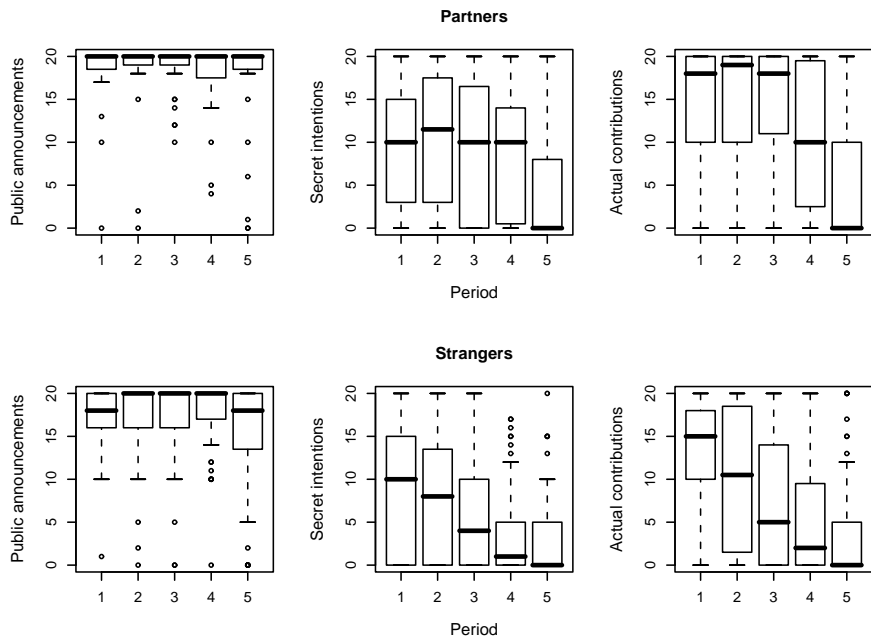 Partners
Public announcements
0 5 10 15 20
1 2 3 4 5
Secret intentions
0 5 10 15 20
1 2 3 4 5
Period
Actual contributions
0 5 10 15 20
1 2 3 4 5
Strangers
Public announcements
0 5 10 15 20
1 2 3 4 5
Secret intentions
0 5 10 15 20
1 2 3 4 5
Period
Actual contributions
0 5 10 15 20
1 2 3 4 5